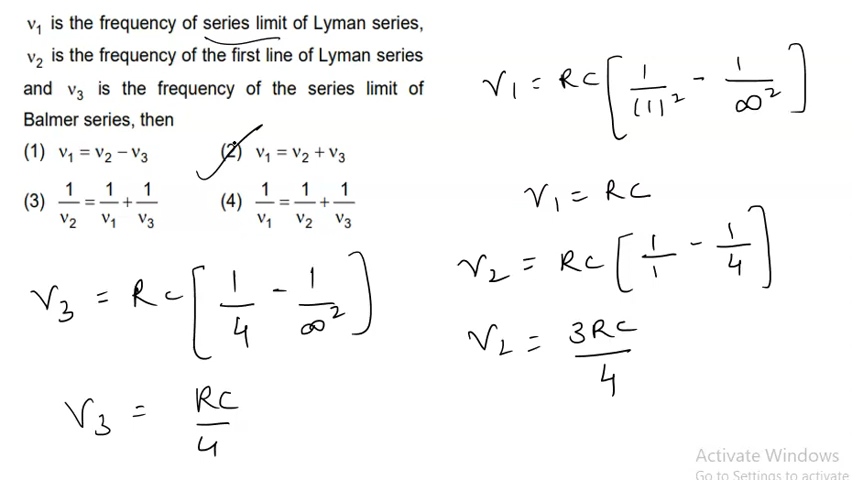 ν₁ is the frequency of series limit of Lyman series,
ν₂ is the frequency of the first line of Lyman series
and ν₃ is the frequency of the series limit of
Balmer series, then
(1) ν₁ = ν₂ – ν₃ (2) ν₁ = ν₂ + ν₃
(3) 1/ν₂ = 1/ν₁ + 1/ν₃ (4) 1/ν₁ = 1/ν₂ + 1/ν₃
ν₃ = RC[1/4 - 1/∞²]
ν₃ = RC/4
ν₁ = RC[1/(1)² - 1/∞²]
ν₁ = RC
ν₂ = RC[1/1 - 1/4]
ν₂ = 3RC/4
Activate Windows
Go to Settings to activate